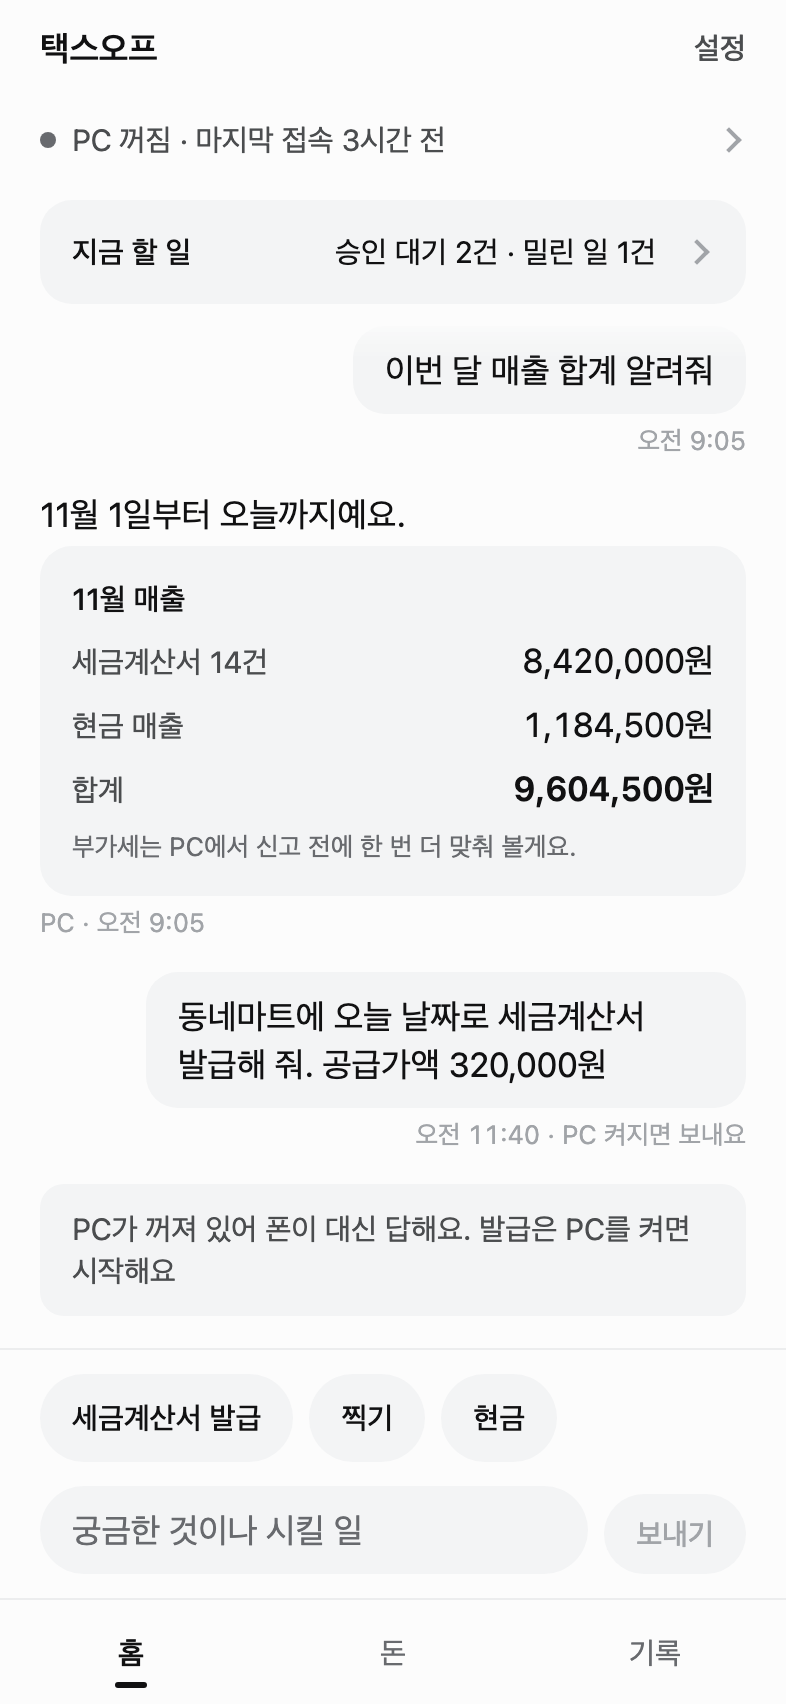 택스오프
설정
PC 꺼짐 · 마지막 접속 3시간 전
지금 할 일
승인 대기 2건 · 밀린 일 1건
이번 달 매출 합계 알려줘
오전 9:05
11월 1일부터 오늘까지예요.
11월 매출
세금계산서 14건
8,420,000원
현금 매출
1,184,500원
합계
9,604,500원
부가세는 PC에서 신고 전에 한 번 더 맞춰 볼게요.
PC · 오전 9:05
동네마트에 오늘 날짜로 세금계산서
발급해 줘. 공급가액 320,000원
오전 11:40 · PC 켜지면 보내요
PC가 꺼져 있어 폰이 대신 답해요. 발급은 PC를 켜면
시작해요
세금계산서 발급
찍기
현금
궁금한 것이나 시킬 일
보내기
홈
돈
기록